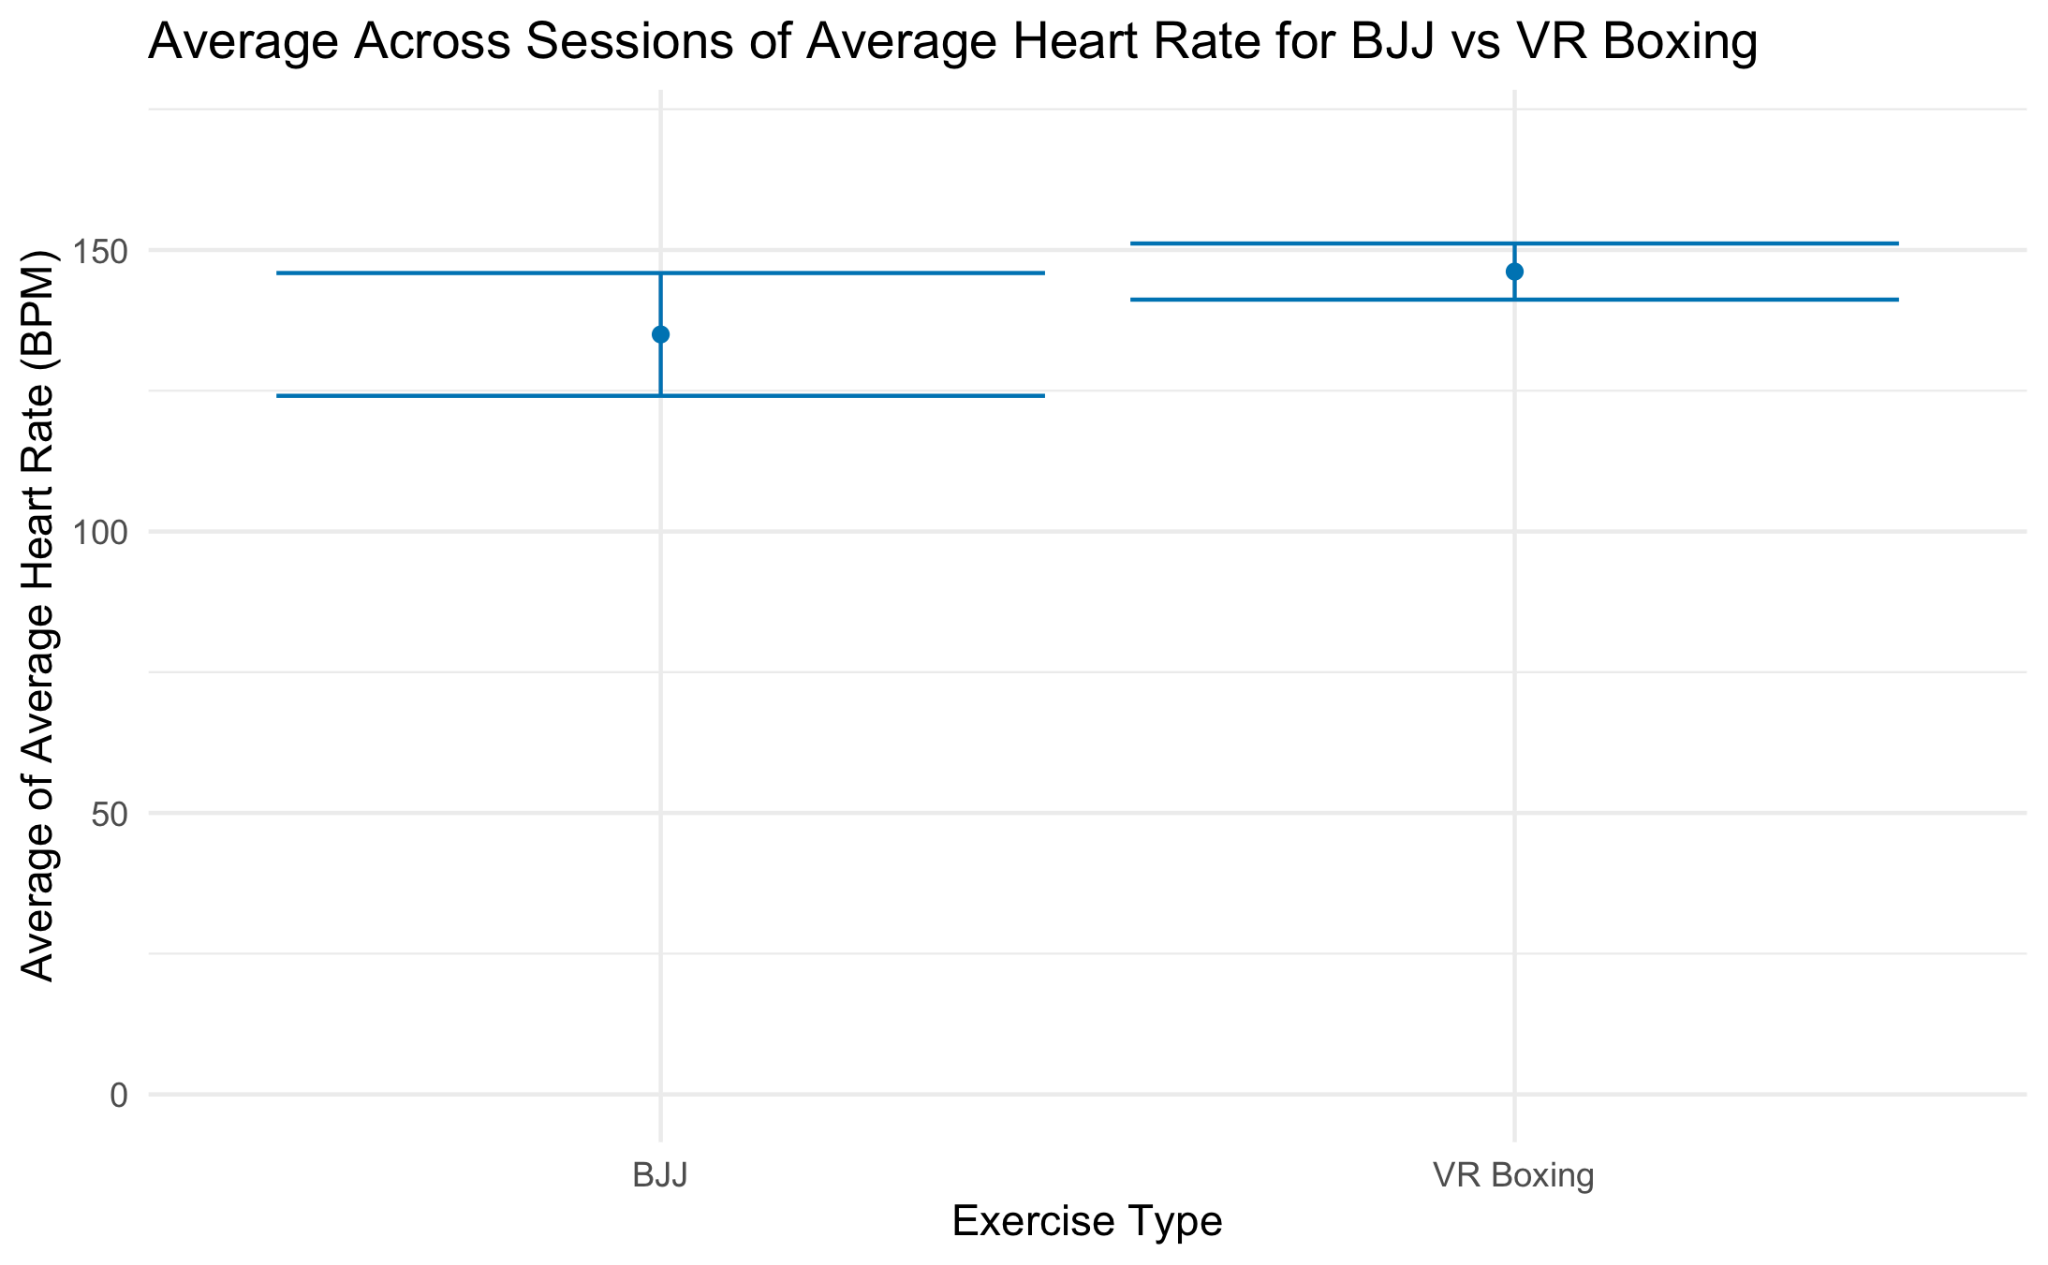 Average Across Sessions of Average Heart Rate for BJJ vs VR Boxing
Average of Average Heart Rate (BPM)
150
100
50
0
BJJ
VR Boxing
Exercise Type